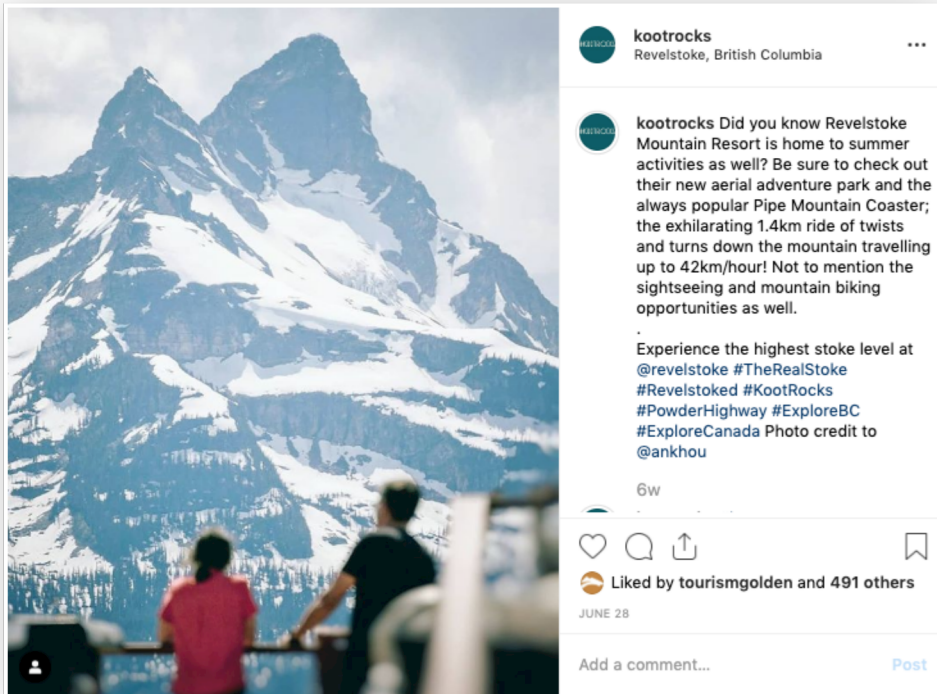 kootrocks
Revelstoke, British Columbia
kootrocks Did you know Revelstoke
Mountain Resort is home to summer
activities as well? Be sure to check out
their new aerial adventure park and the
always popular Pipe Mountain Coaster;
the exhilarating 1.4km ride of twists
and turns down the mountain travelling
up to 42km/hour! Not to mention the
sightseeing and mountain biking
opportunities as well.
.
Experience the highest stoke level at
@revelstoke #TheRealStoke
#Revelstoked #KootRocks
#PowderHighway #ExploreBC
#ExploreCanada Photo credit to
@ankhou
6w
Liked by tourismgolden and 491 others
JUNE 28
Add a comment... Post